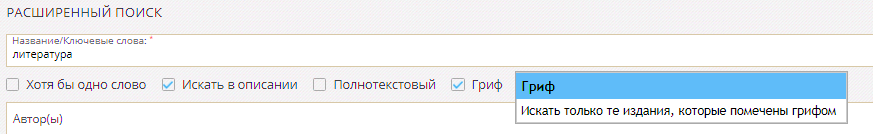 РАСШИРЕННЫЙ ПОИСК
Название/Ключевые слова: *
литература
Хотя бы одно слово Искать в описании Полнотекстовый Гриф
Гриф
Искать только те издания, которые помечены грифом
Автор(ы)